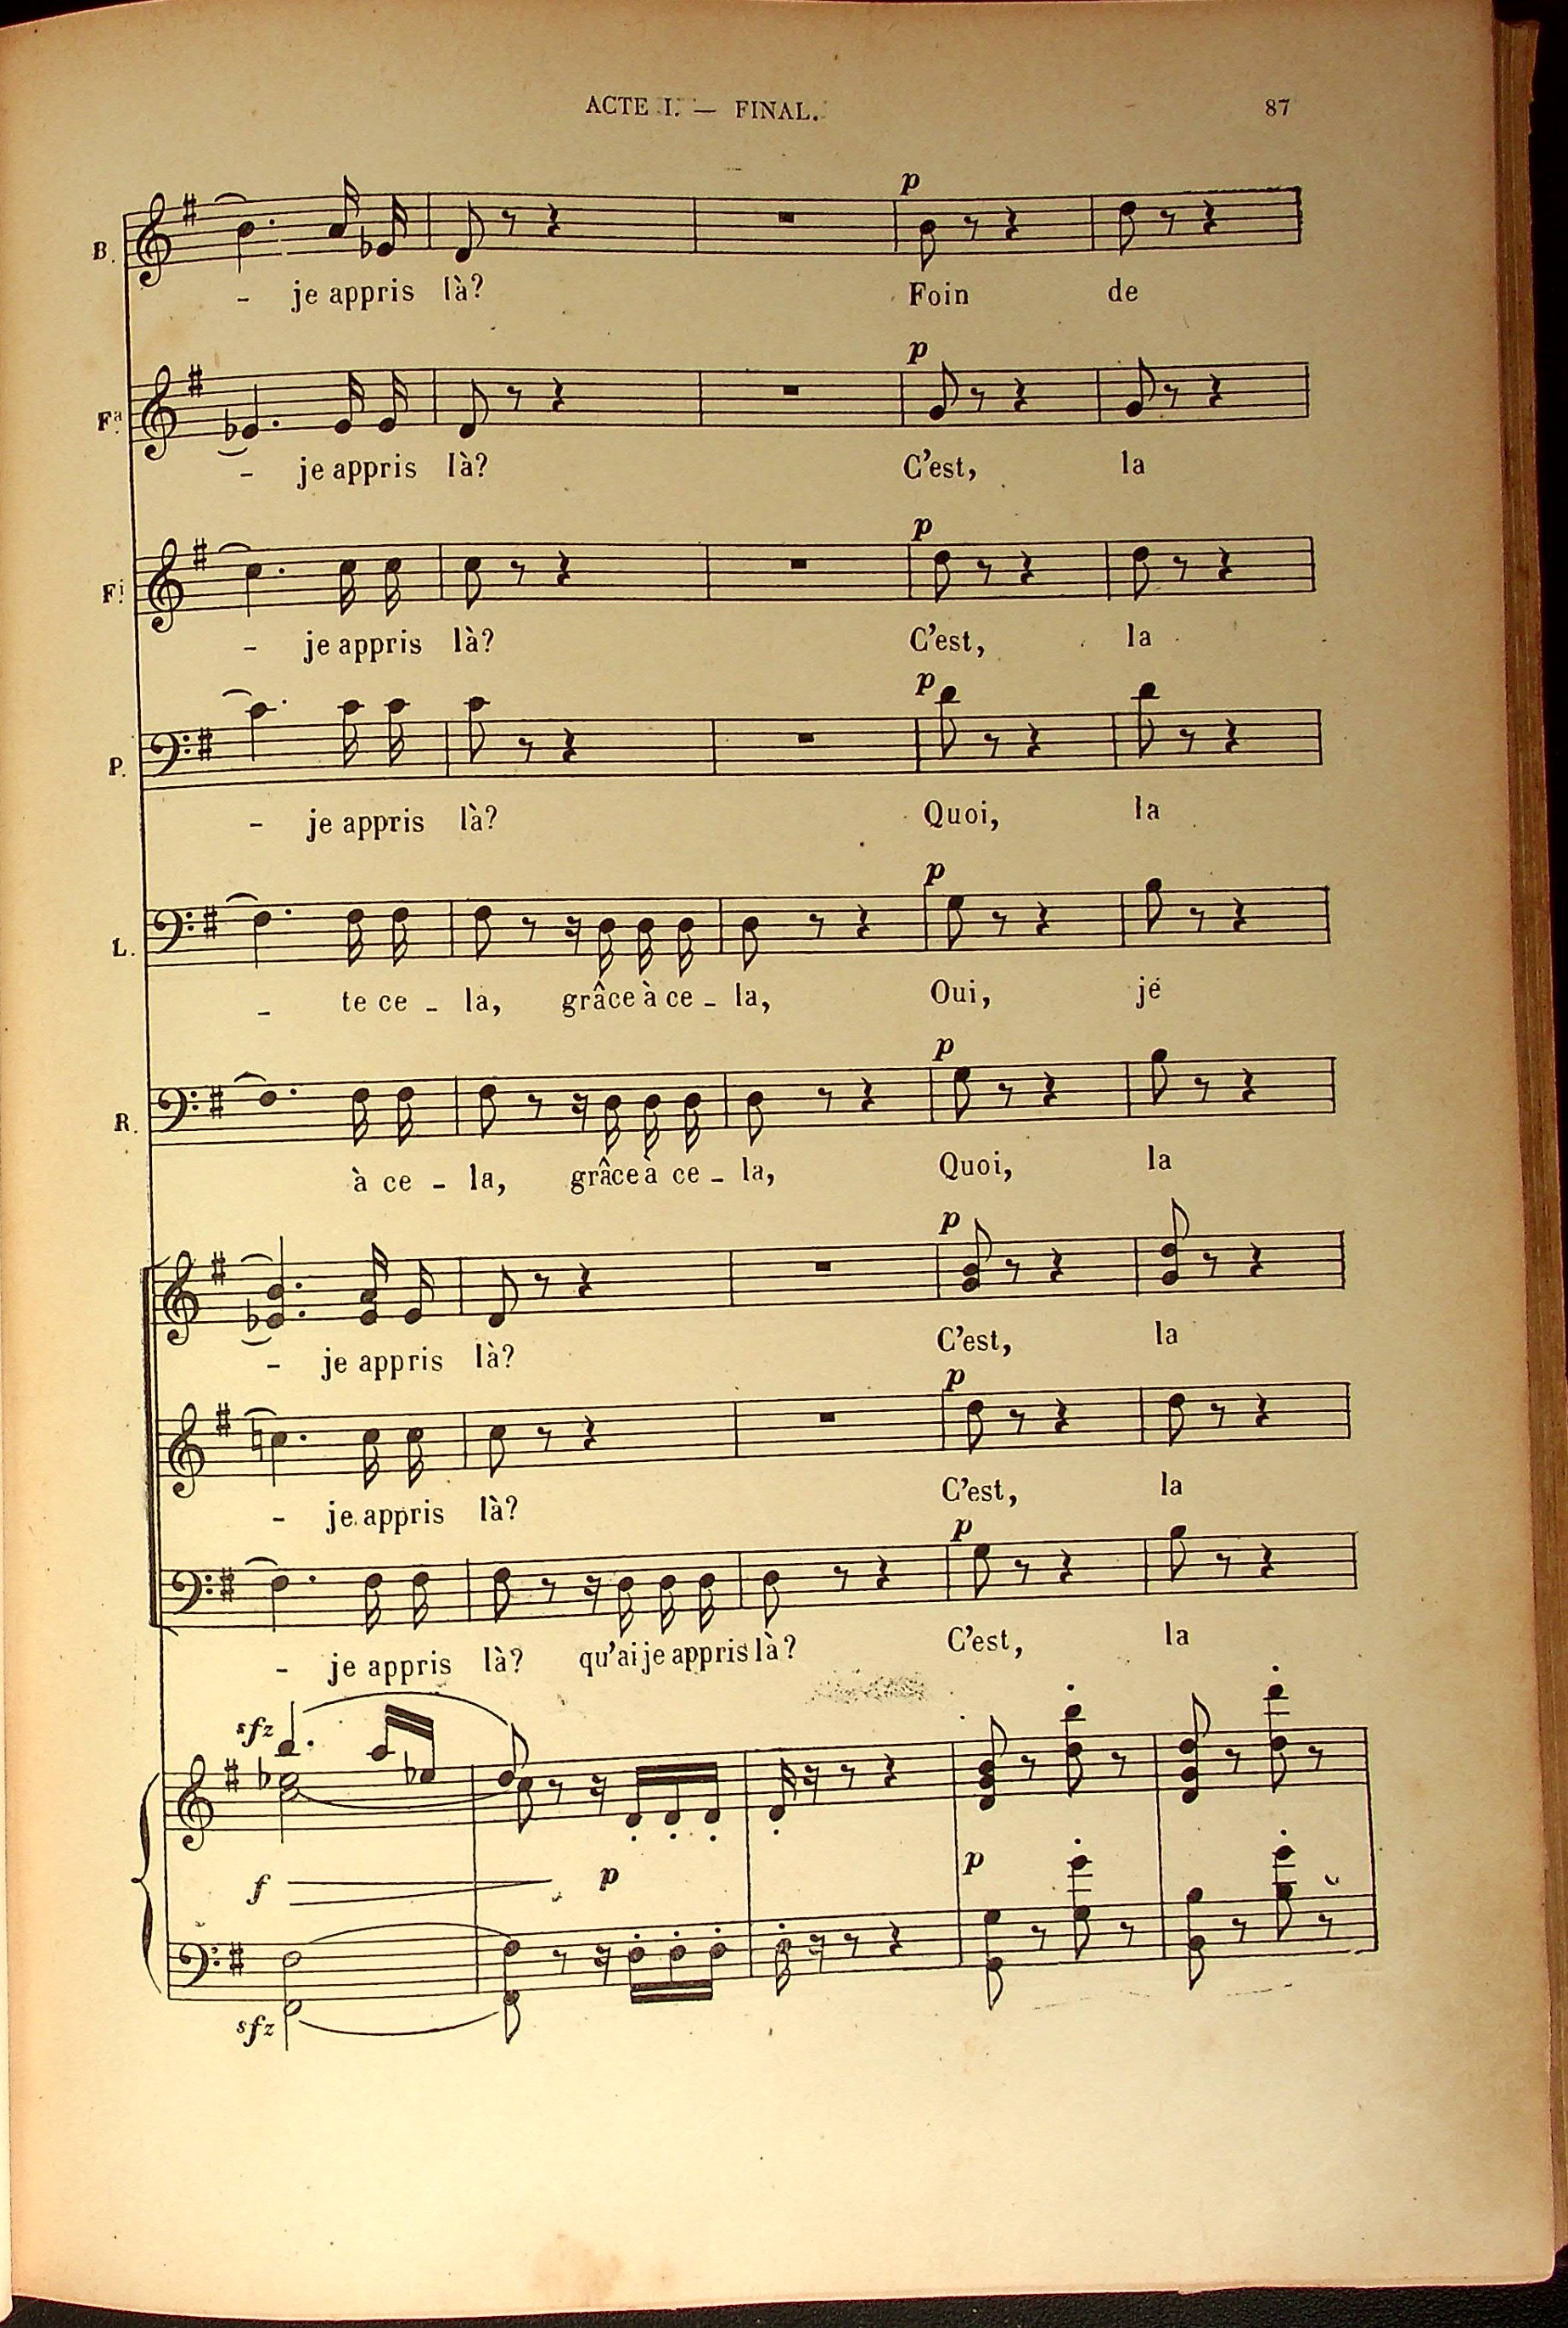 ACTE I. — FINAL. 87
p
B. - je appris là? Foin de
p
Fª. - je appris là? C'est, la
p
Fi. - je appris là? C'est, la
p
P. - je appris là? Quoi, la
p
L. - te ce - la, grâce à ce - la, Oui, je
p
R. à ce - la, grâce à ce - la, Quoi, la
p
- je appris là? C'est, la
p
- je appris là? C'est, la
p
- je appris là? qu'ai je appris là? C'est, la
sfz
f p p
sfz